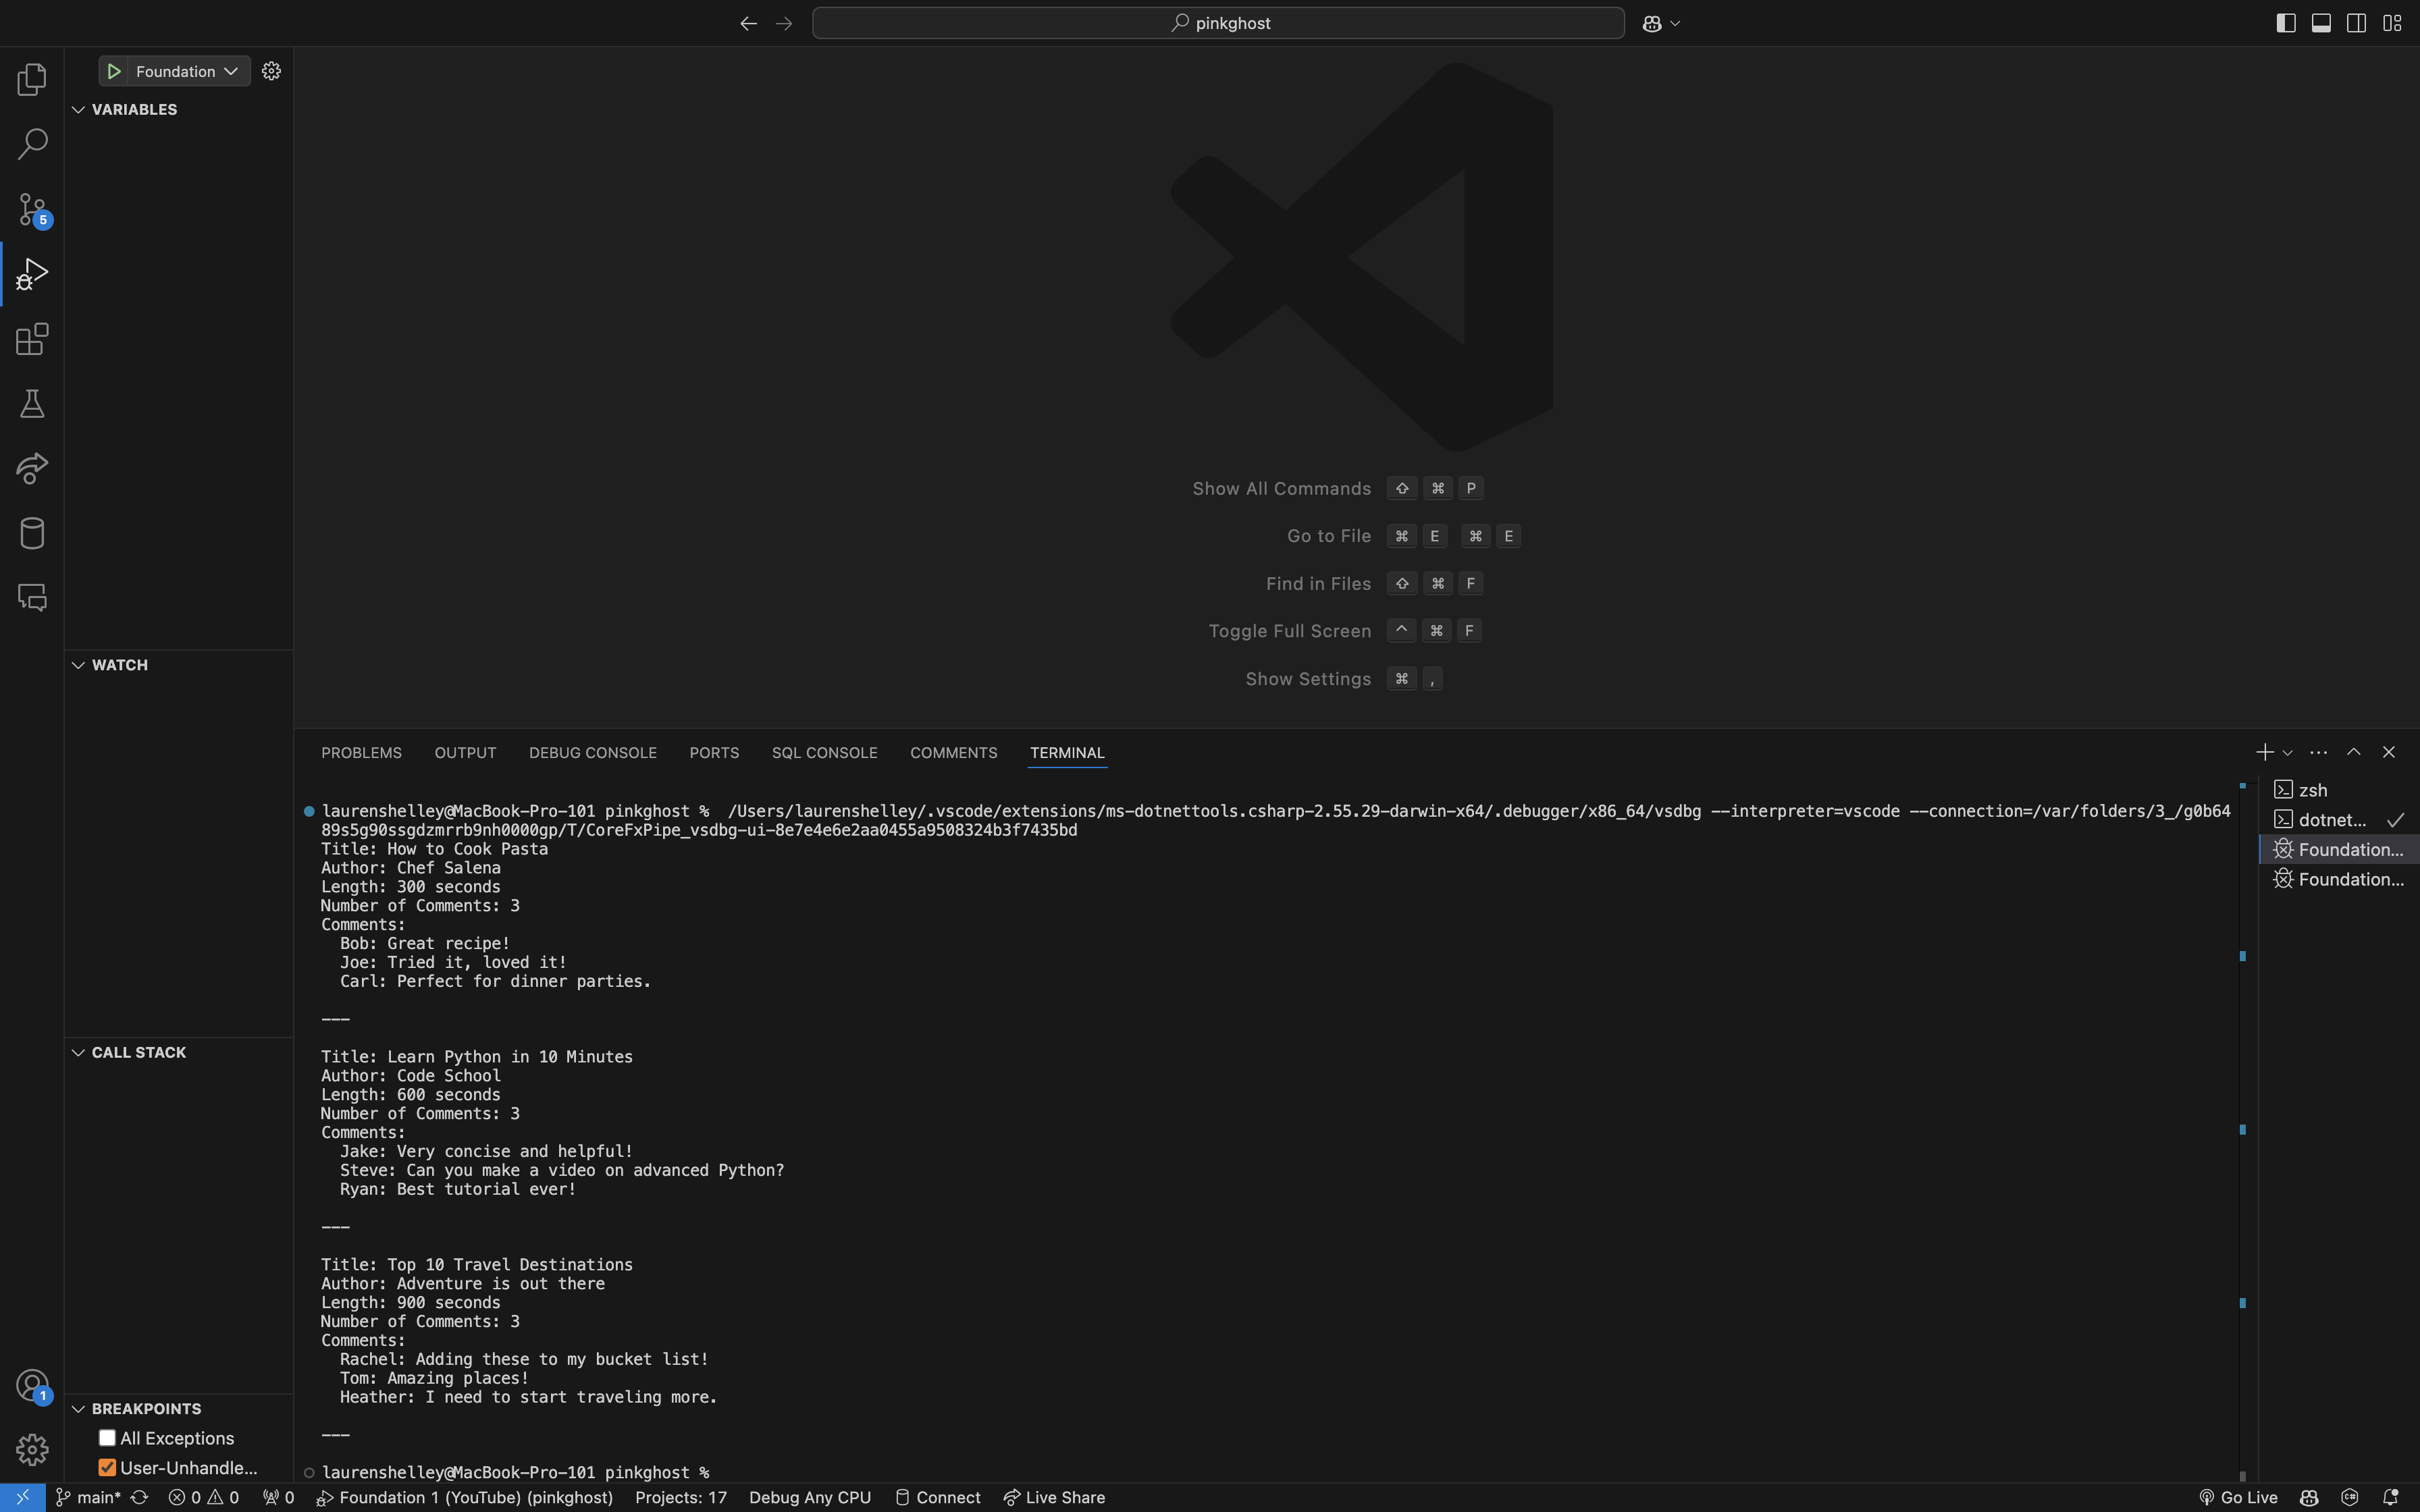 pinkghost
Foundation
VARIABLES
5
WATCH
CALL STACK
BREAKPOINTS
All Exceptions
User-Unhandle...
1
Show All Commands ⇧ ⌘ P
Go to File ⌘ E ⌘ E
Find in Files ⇧ ⌘ F
Toggle Full Screen ^ ⌘ F
Show Settings ⌘ ,
PROBLEMS OUTPUT DEBUG CONSOLE PORTS SQL CONSOLE COMMENTS TERMINAL
laurenshelley@MacBook-Pro-101 pinkghost % /Users/laurenshelley/.vscode/extensions/ms-dotnettools.csharp-2.55.29-darwin-x64/.debugger/x86_64/vsdbg --interpreter=vscode --connection=/var/folders/3_/g0b64
89s5g90ssgdzmrrb9nh0000gp/T/CoreFxPipe_vsdbg-ui-8e7e4e6e2aa0455a9508324b3f7435bd
Title: How to Cook Pasta
Author: Chef Salena
Length: 300 seconds
Number of Comments: 3
Comments:
Bob: Great recipe!
Joe: Tried it, loved it!
Carl: Perfect for dinner parties.
---
Title: Learn Python in 10 Minutes
Author: Code School
Length: 600 seconds
Number of Comments: 3
Comments:
Jake: Very concise and helpful!
Steve: Can you make a video on advanced Python?
Ryan: Best tutorial ever!
---
Title: Top 10 Travel Destinations
Author: Adventure is out there
Length: 900 seconds
Number of Comments: 3
Comments:
Rachel: Adding these to my bucket list!
Tom: Amazing places!
Heather: I need to start traveling more.
---
laurenshelley@MacBook-Pro-101 pinkghost %
zsh
dotnet...
Foundation...
Foundation...
main* 0 0 0 Foundation 1 (YouTube) (pinkghost) Projects: 17 Debug Any CPU Connect Live Share Go Live